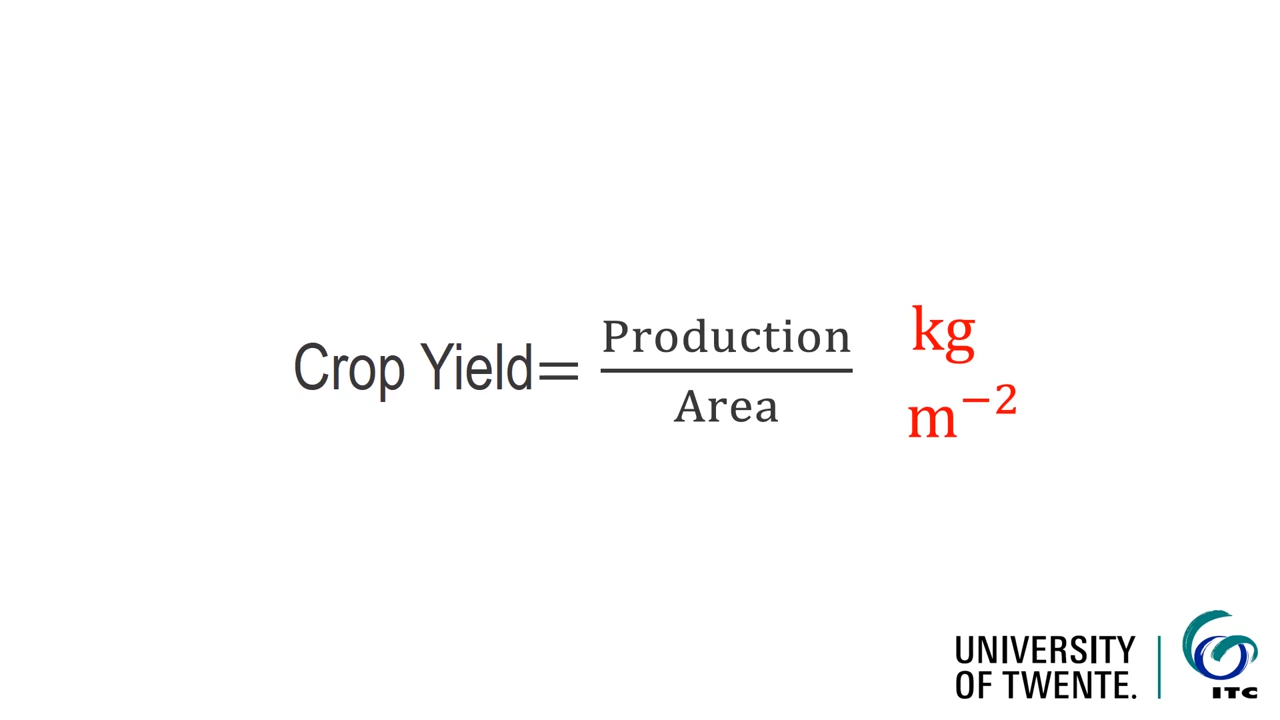 Crop Yield= Production / Area
kg
m⁻²
UNIVERSITY
OF TWENTE.
ITC